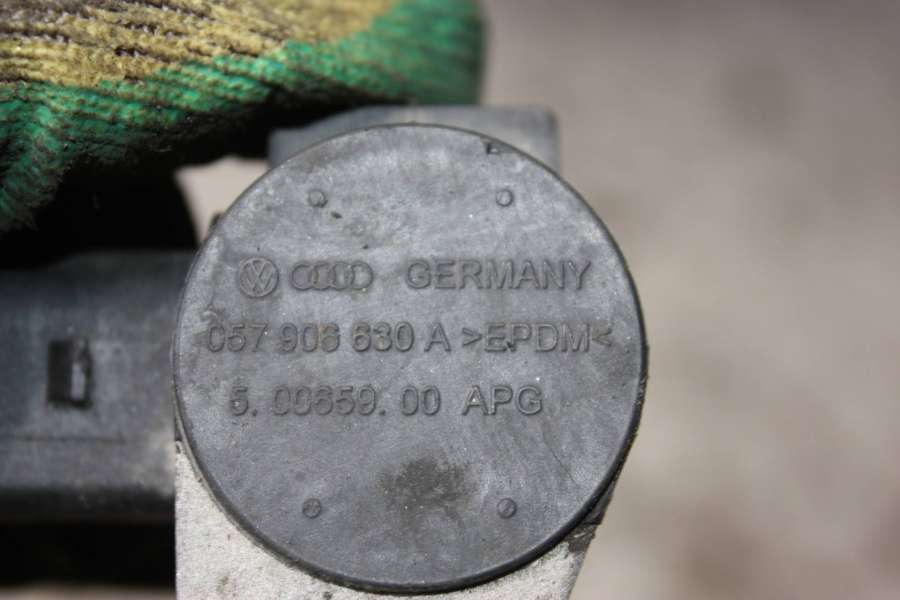 GERMANY
057 906 630 A >EPDM<
5. 00659. 00 APG